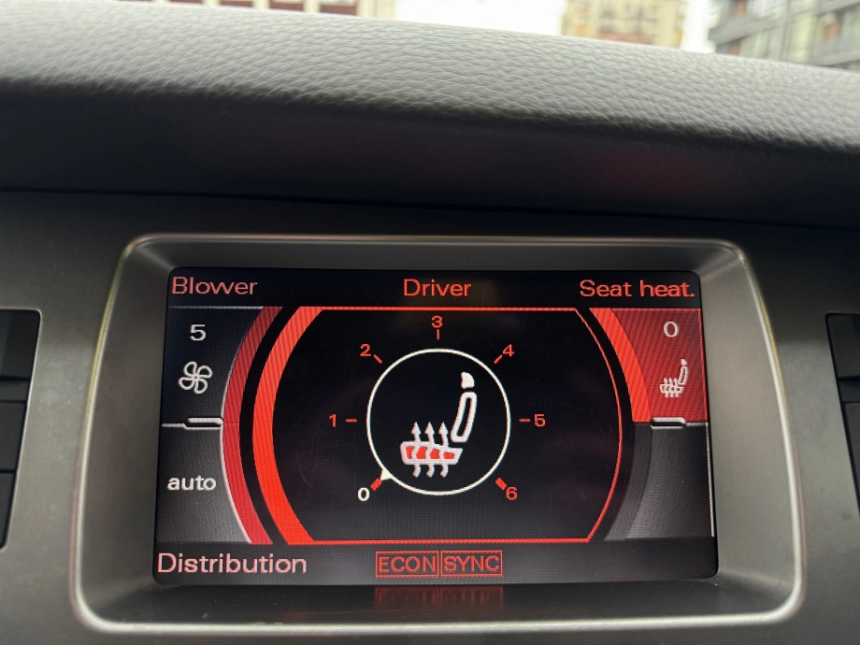 Blower Driver Seat heat.
5 0
3
2 4
1 5
0 6
auto
Distribution ECON SYNC